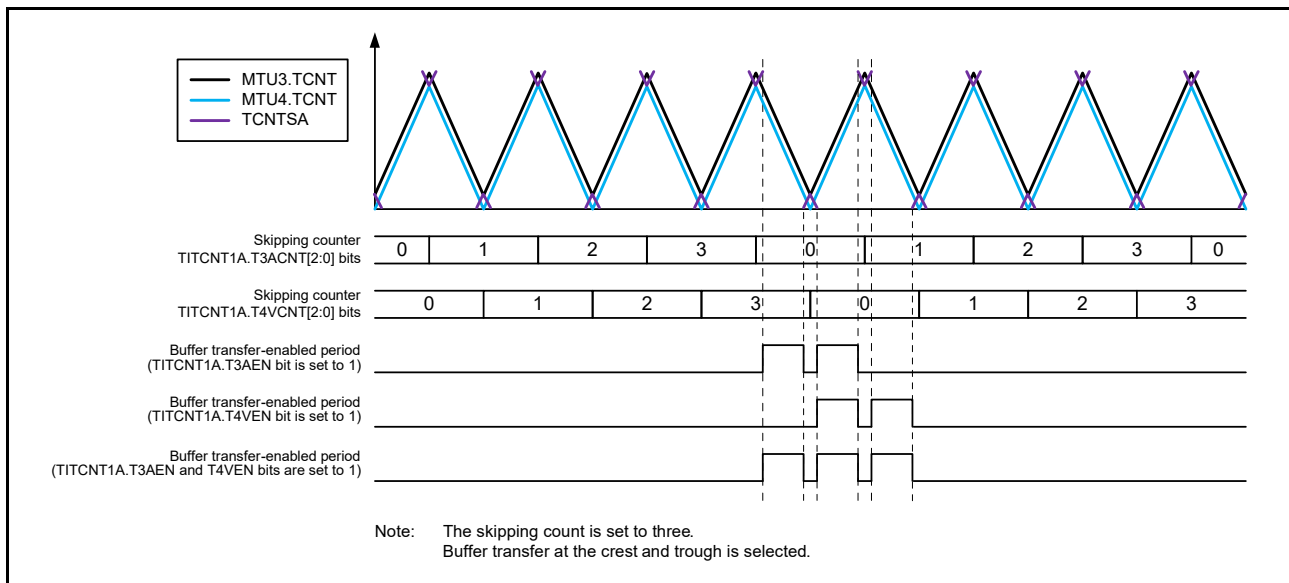 MTU3.TCNT
MTU4.TCNT
TCNTSA
Skipping counter
TITCNT1A.T3ACNT[2:0] bits
0 1 2 3 0 1 2 3 0
Skipping counter
TITCNT1A.T4VCNT[2:0] bits
0 1 2 3 0 1 2 3
Buffer transfer-enabled period
(TITCNT1A.T3AEN bit is set to 1)
Buffer transfer-enabled period
(TITCNT1A.T4VEN bit is set to 1)
Buffer transfer-enabled period
(TITCNT1A.T3AEN and T4VEN bits are set to 1)
Note: The skipping count is set to three.
Buffer transfer at the crest and trough is selected.